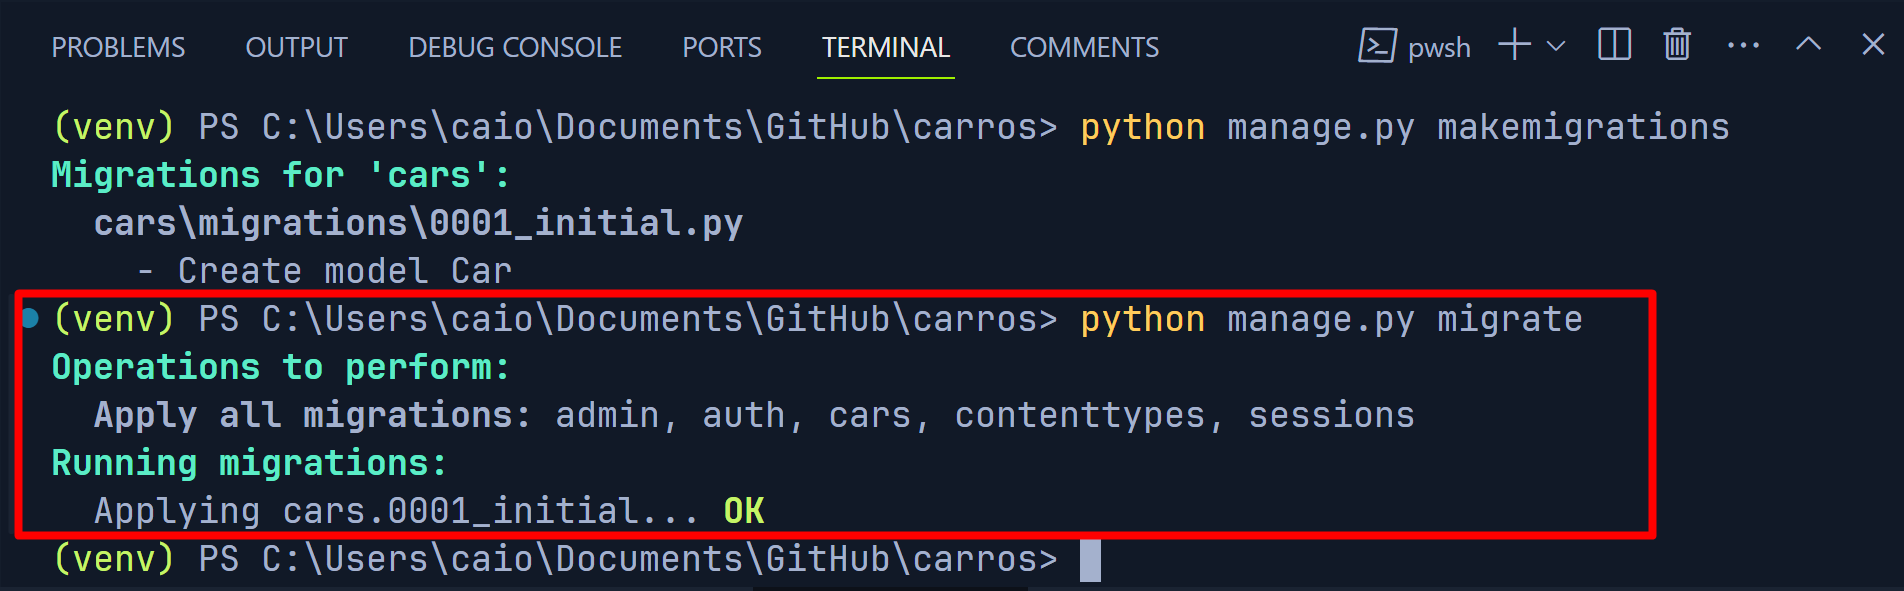 PROBLEMS OUTPUT DEBUG CONSOLE PORTS TERMINAL COMMENTS pwsh
(venv) PS C:\Users\caio\Documents\GitHub\carros> python manage.py makemigrations
Migrations for 'cars':
  cars\migrations\0001_initial.py
    - Create model Car
(venv) PS C:\Users\caio\Documents\GitHub\carros> python manage.py migrate
Operations to perform:
  Apply all migrations: admin, auth, cars, contenttypes, sessions
Running migrations:
  Applying cars.0001_initial... OK
(venv) PS C:\Users\caio\Documents\GitHub\carros>